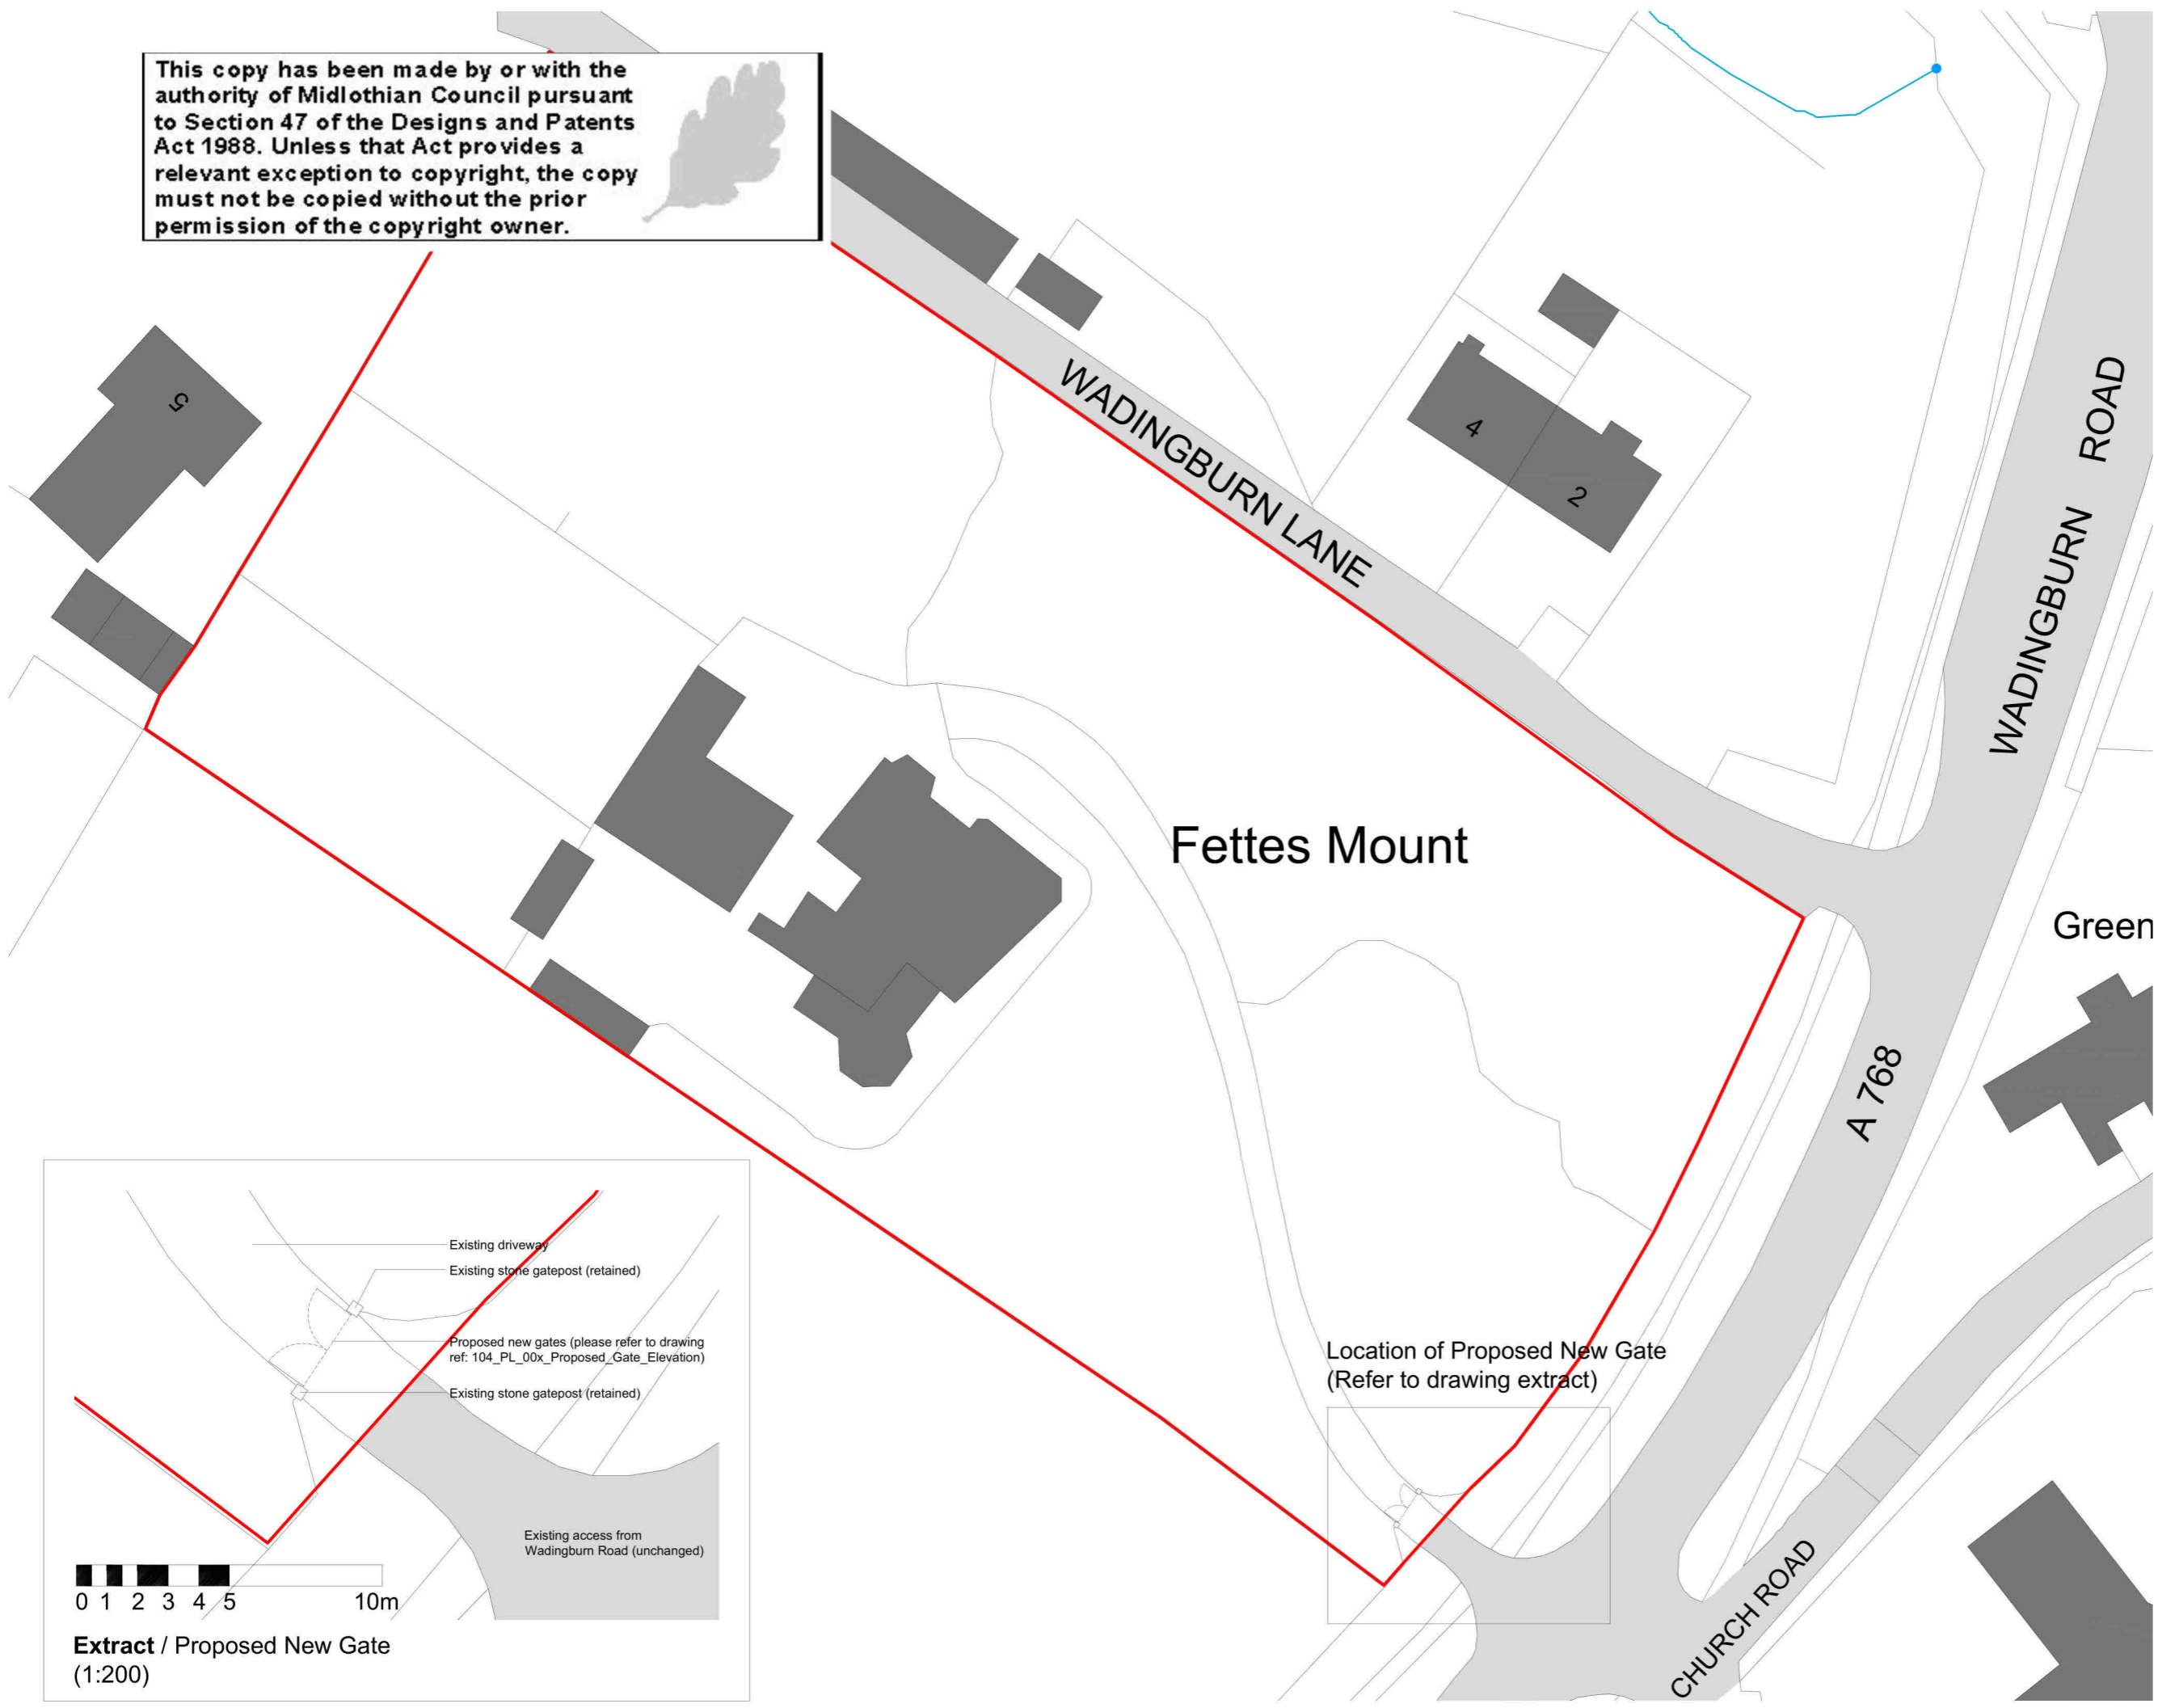 This copy has been made by or with the
authority of Midlothian Council pursuant
to Section 47 of the Designs and Patents
Act 1988. Unless that Act provides a
relevant exception to copyright, the copy
must not be copied without the prior
permission of the copyright owner.
5
WADINGBURN LANE
4
2
WADINGBURN ROAD
Fettes Mount
Green
A 768
Location of Proposed New Gate
(Refer to drawing extract)
CHURCH ROAD
Existing driveway
Existing stone gatepost (retained)
Proposed new gates (please refer to drawing
ref: 104_PL_00x_Proposed_Gate_Elevation)
Existing stone gatepost (retained)
Existing access from
Wadingburn Road (unchanged)
0 1 2 3 4 5 10m
Extract / Proposed New Gate
(1:200)